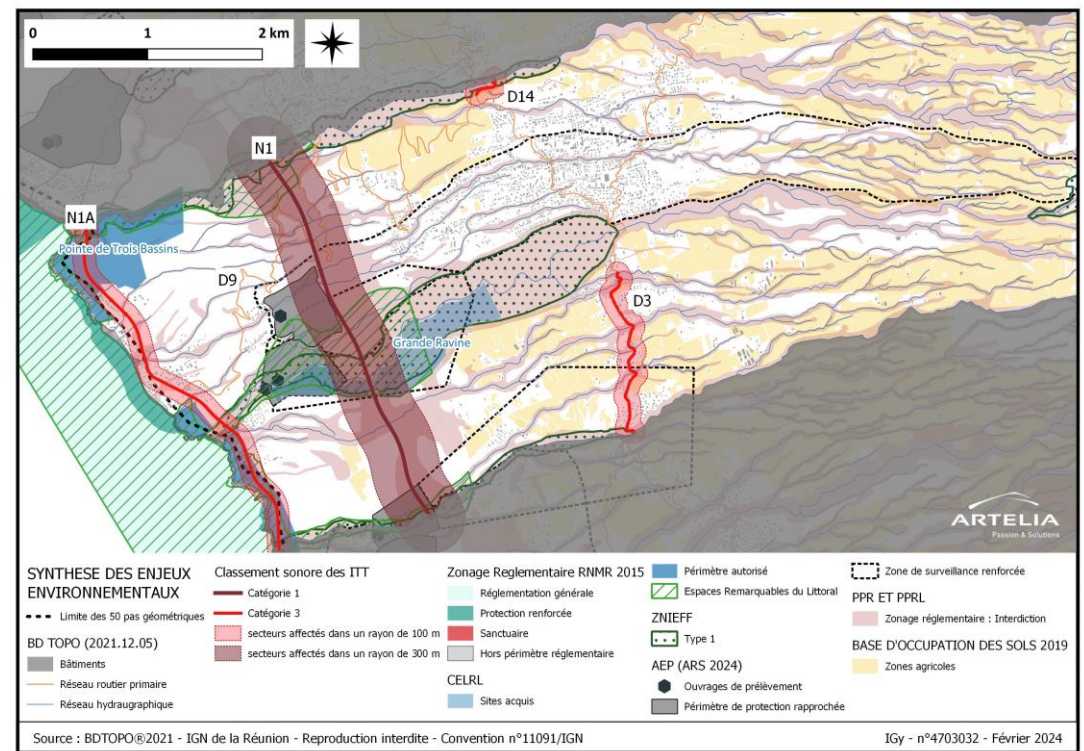 0 1 2 km
D14
N1
N1A
Pointe de Trois Bassins
D9
D3
Grande Ravine
ARTELIA
Passion & Solutions
SYNTHESE DES ENJEUX
ENVIRONNEMENTAUX
Limite des 50 pas géométriques
BD TOPO (2021.12.05)
Bâtiments
Réseau routier primaire
Réseau hydraugraphique
Classement sonore des ITT
Catégorie 1
Catégorie 3
secteurs affectés dans un rayon de 100 m
secteurs affectés dans un rayon de 300 m
Zonage Reglementaire RNMR 2015
Réglementation générale
Protection renforcée
Sanctuaire
Hors périmètre réglementaire
CELRL
Sites acquis
Périmètre autorisé
Espaces Remarquables du Littoral
ZNIEFF
Type 1
AEP (ARS 2024)
Ouvrages de prélèvement
Périmètre de protection rapprochée
Zone de surveillance renforcée
PPR ET PPRL
Zonage réglementaire : Interdiction
BASE D'OCCUPATION DES SOLS 2019
Zones agricoles
Source : BDTOPO®2021 - IGN de la Réunion - Reproduction interdite - Convention n°11091/IGN
IGy - n°4703032 - Février 2024